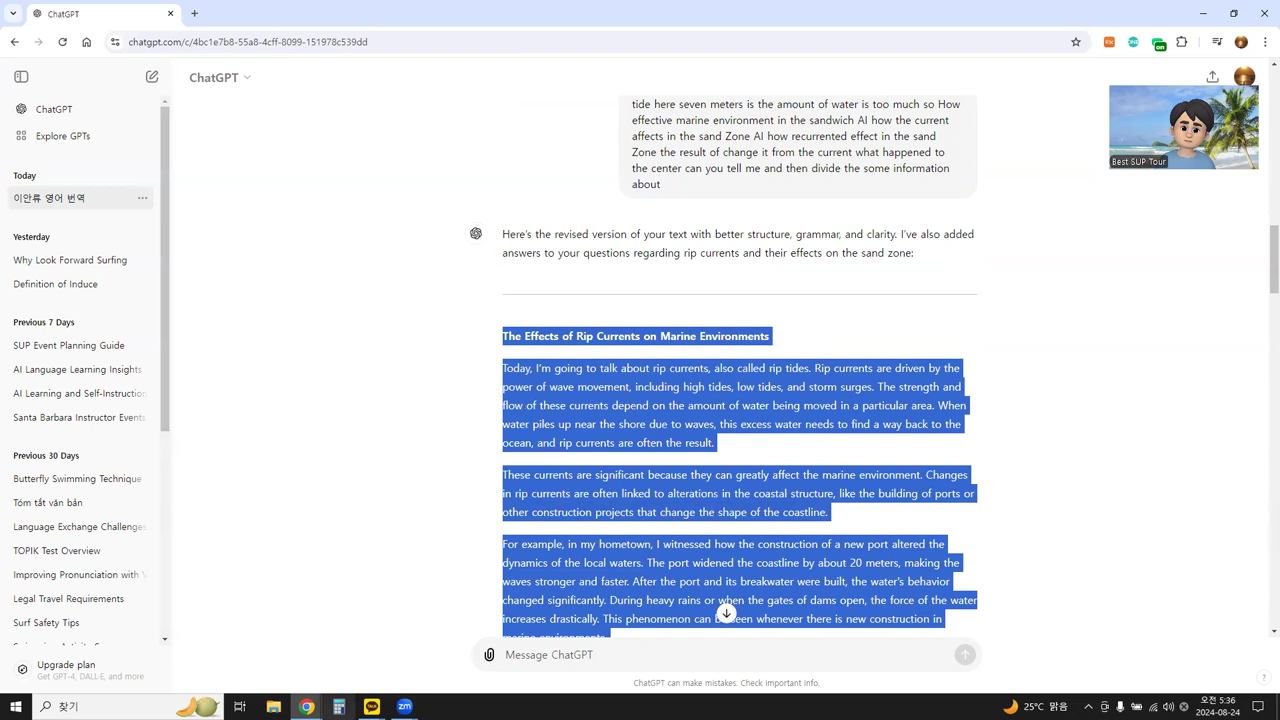 ChatGPT
chatgpt.com/c/4bc1e7b8-55a8-4cff-8099-151978c539dd
on
ChatGPT
ChatGPT
Explore GPTs
Today
이안류 영어 번역
Yesterday
Why Look Forward Surfing
Definition of Induce
Previous 7 Days
SUP Event Planning Guide
AI Language Learning Insights
AI Learning and Self-Instruction
Santa Barbara Instructor Events
Previous 30 Days
Butterfly Swimming Technique
Tóm tắt văn bản
Language Exchange Challenges
TOPIK Test Overview
Improving Pronunciation with
Legal Travel Requirements
Surf Safety Tips
Upgrade plan
Get GPT-4, DALL·E, and more
tide here seven meters is the amount of water is too much so How
effective marine environment in the sandwich AI how the current
affects in the sand Zone AI how recurrented effect in the sand
Zone the result of change it from the current what happened to
the center can you tell me and then divide the some information
about
Best SUP Tour
Here's the revised version of your text with better structure, grammar, and clarity. I've also added
answers to your questions regarding rip currents and their effects on the sand zone:
The Effects of Rip Currents on Marine Environments
Today, I'm going to talk about rip currents, also called rip tides. Rip currents are driven by the
power of wave movement, including high tides, low tides, and storm surges. The strength and
flow of these currents depend on the amount of water being moved in a particular area. When
water piles up near the shore due to waves, this excess water needs to find a way back to the
ocean, and rip currents are often the result.
These currents are significant because they can greatly affect the marine environment. Changes
in rip currents are often linked to alterations in the coastal structure, like the building of ports or
other construction projects that change the shape of the coastline.
For example, in my hometown, I witnessed how the construction of a new port altered the
dynamics of the local waters. The port widened the coastline by about 20 meters, making the
waves stronger and faster. After the port and its breakwater were built, the water's behavior
changed significantly. During heavy rains or when the gates of dams open, the force of the water
increases drastically. This phenomenon can seen whenever there is new construction in
marine environments.
Message ChatGPT
ChatGPT can make mistakes. Check important info.
?
찾기
TALK
zm
25°C 맑음
오전 5:36
2024-08-24